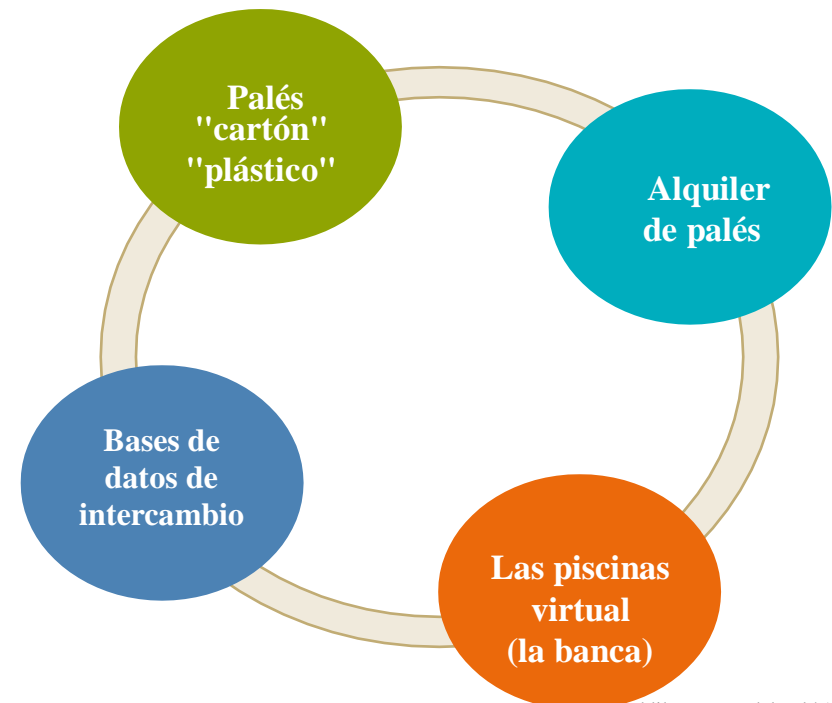 Palés
"cartón"
"plástico"
Alquiler
de palés
Bases de
datos de
intercambio
Las piscinas
virtual
(la banca)